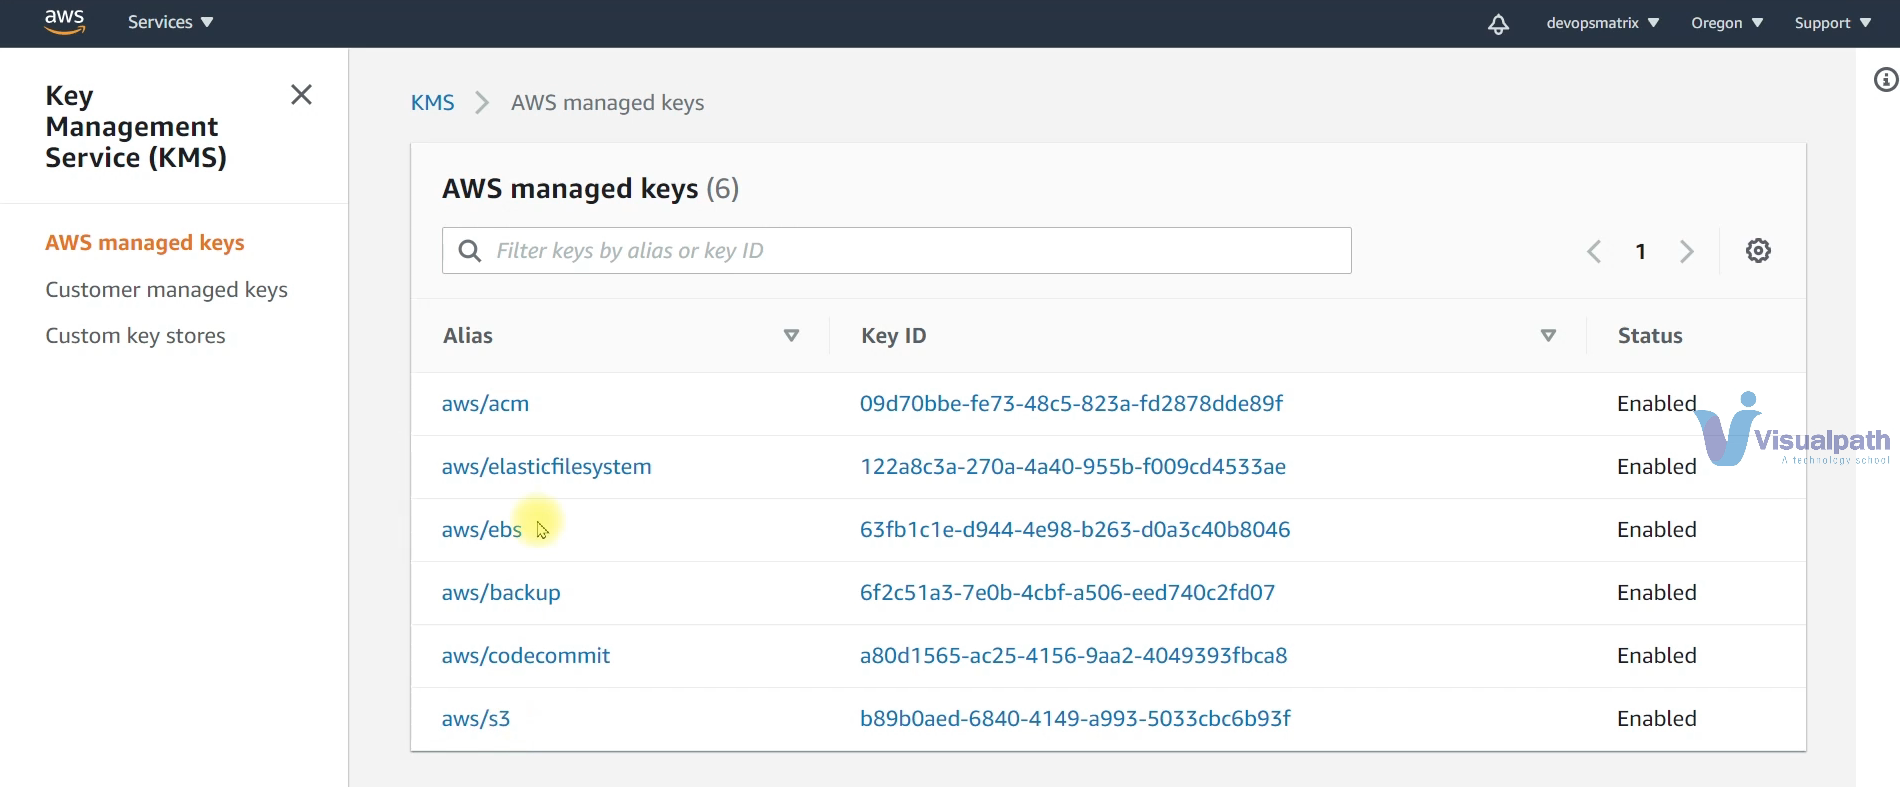 aws Services devopsmatrix Oregon Support
Key
Management
Service (KMS)
AWS managed keys
Customer managed keys
Custom key stores
KMS AWS managed keys
AWS managed keys (6)
Filter keys by alias or key ID 1
Alias Key ID Status
aws/acm 09d70bbe-fe73-48c5-823a-fd2878dde89f Enabled
aws/elasticfilesystem 122a8c3a-270a-4a40-955b-f009cd4533ae Enabled
aws/ebs 63fb1c1e-d944-4e98-b263-d0a3c40b8046 Enabled
aws/backup 6f2c51a3-7e0b-4cbf-a506-eed740c2fd07 Enabled
aws/codecommit a80d1565-ac25-4156-9aa2-4049393fbca8 Enabled
aws/s3 b89b0aed-6840-4149-a993-5033cbc6b93f Enabled
Visualpath
A technology school